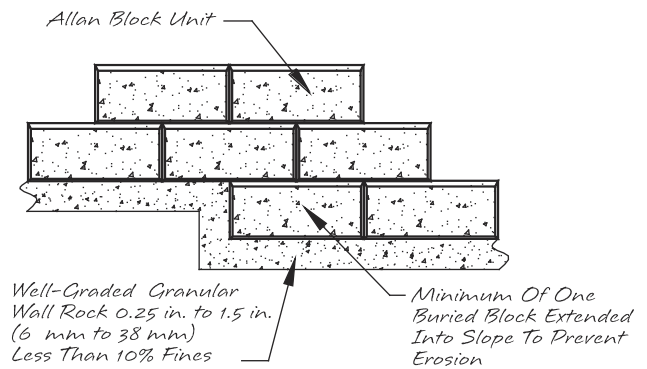 Allan Block Unit
Well-Graded Granular
Wall Rock 0.25 in. to 1.5 in.
(6 mm to 38 mm)
Less Than 10% Fines
Minimum Of One
Buried Block Extended
Into Slope To Prevent
Erosion